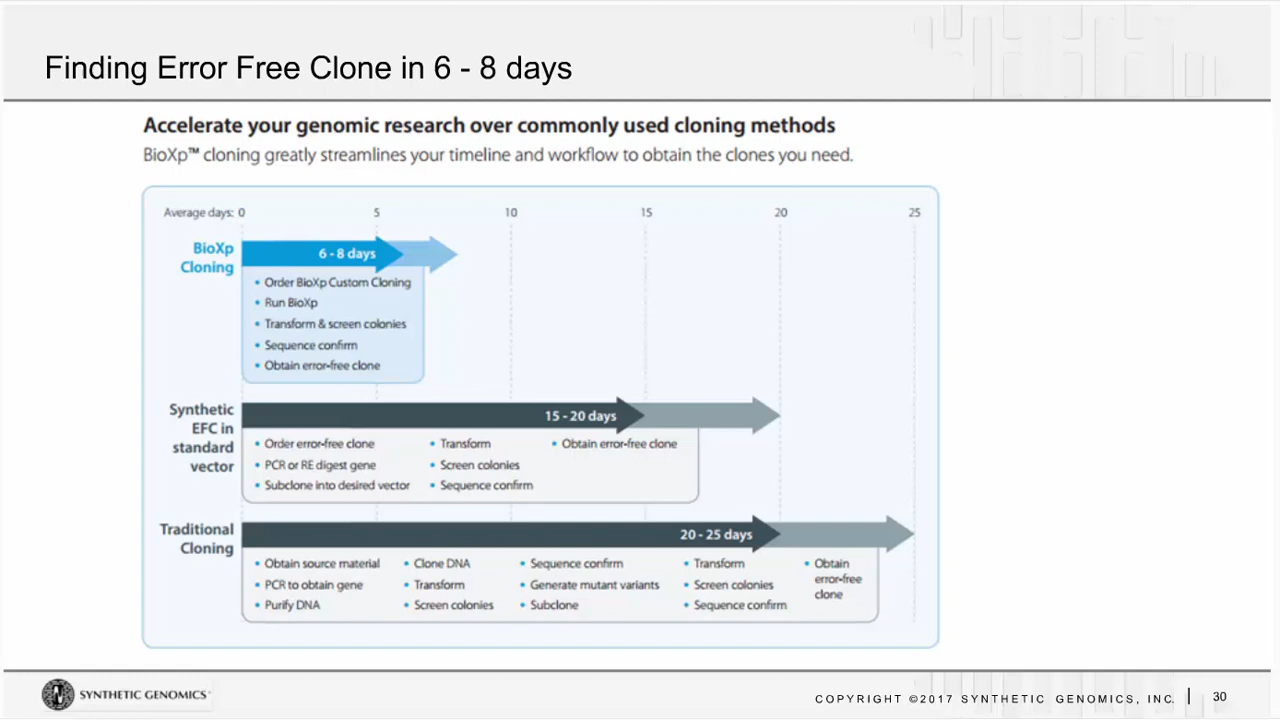 Finding Error Free Clone in 6 - 8 days
Accelerate your genomic research over commonly used cloning methods
BioXp™ cloning greatly streamlines your timeline and workflow to obtain the clones you need.
Average days: 0 5 10 15 20 25
BioXp
Cloning
6 - 8 days
• Order BioXp Custom Cloning
• Run BioXp
• Transform & screen colonies
• Sequence confirm
• Obtain error-free clone
Synthetic
EFC in
standard
vector
15 - 20 days
• Order error-free clone
• PCR or RE digest gene
• Subclone into desired vector
• Transform
• Screen colonies
• Sequence confirm
• Obtain error-free clone
Traditional
Cloning
20 - 25 days
• Obtain source material
• PCR to obtain gene
• Purify DNA
• Clone DNA
• Transform
• Screen colonies
• Sequence confirm
• Generate mutant variants
• Subclone
• Transform
• Screen colonies
• Sequence confirm
• Obtain
error-free
clone
SYNTHETIC GENOMICS
COPYRIGHT ©2017 SYNTHETIC GENOMICS, INC. | 30